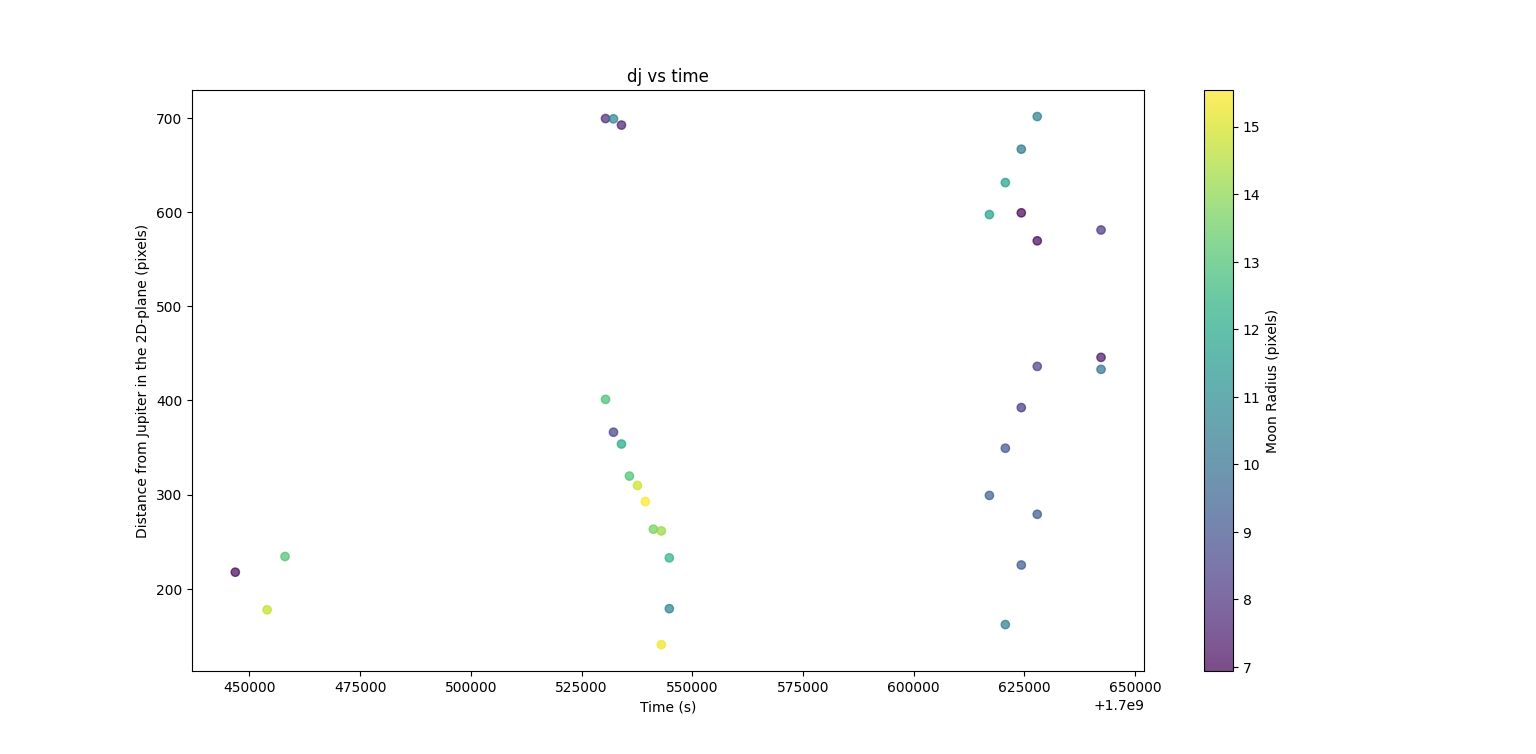 dj vs time
700
600
500
400
300
200
Distance from Jupiter in the 2D-plane (pixels)
450000 475000 500000 525000 550000 575000 600000 625000 650000
Time (s)
+1.7e9
15
14
13
12
11
10
9
8
7
Moon Radius (pixels)